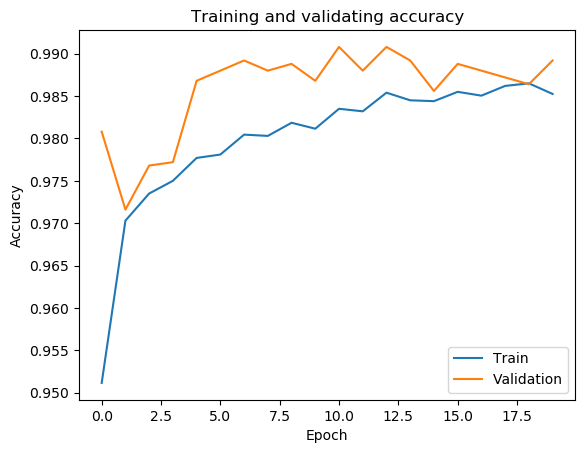 Training and validating accuracy
0.990
0.985
0.980
0.975
0.970
0.965
0.960
0.955
0.950
Accuracy
0.0 2.5 5.0 7.5 10.0 12.5 15.0 17.5
Epoch
Train
Validation